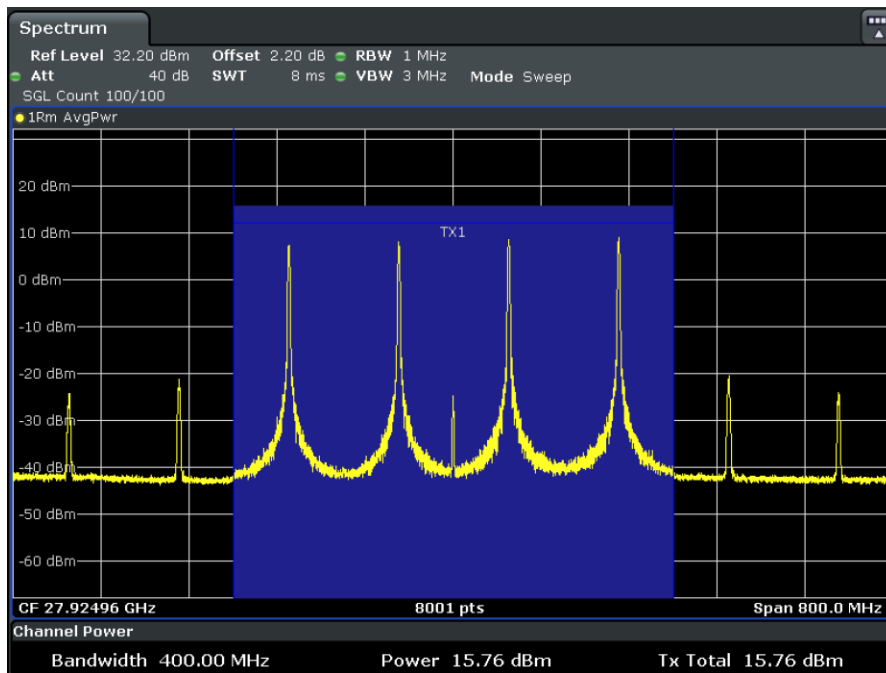 Spectrum
Ref Level 32.20 dBm Offset 2.20 dB RBW 1 MHz
Att 40 dB SWT 8 ms VBW 3 MHz Mode Sweep
SGL Count 100/100
1Rm AvgPwr
20 dBm
10 dBm
TX1
0 dBm
-10 dBm
-20 dBm
-30 dBm
-40 dBm
-50 dBm
-60 dBm
CF 27.92496 GHz 8001 pts Span 800.0 MHz
Channel Power
Bandwidth 400.00 MHz Power 15.76 dBm Tx Total 15.76 dBm